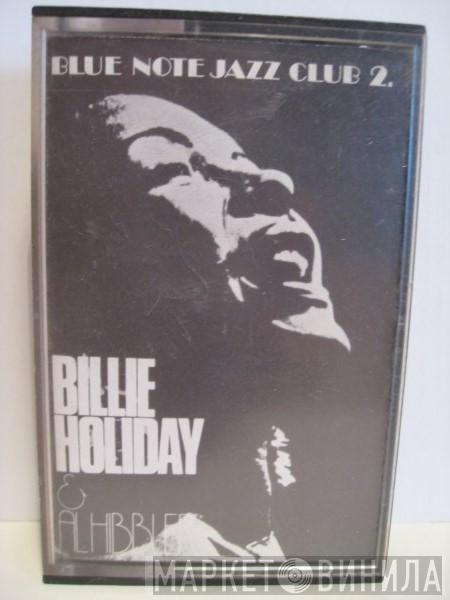 BLUE NOTE JAZZ CLUB 2.
BILLIE
HOLIDAY
&
AL HIBBLER
МАРКЕТ ВИНИЛА